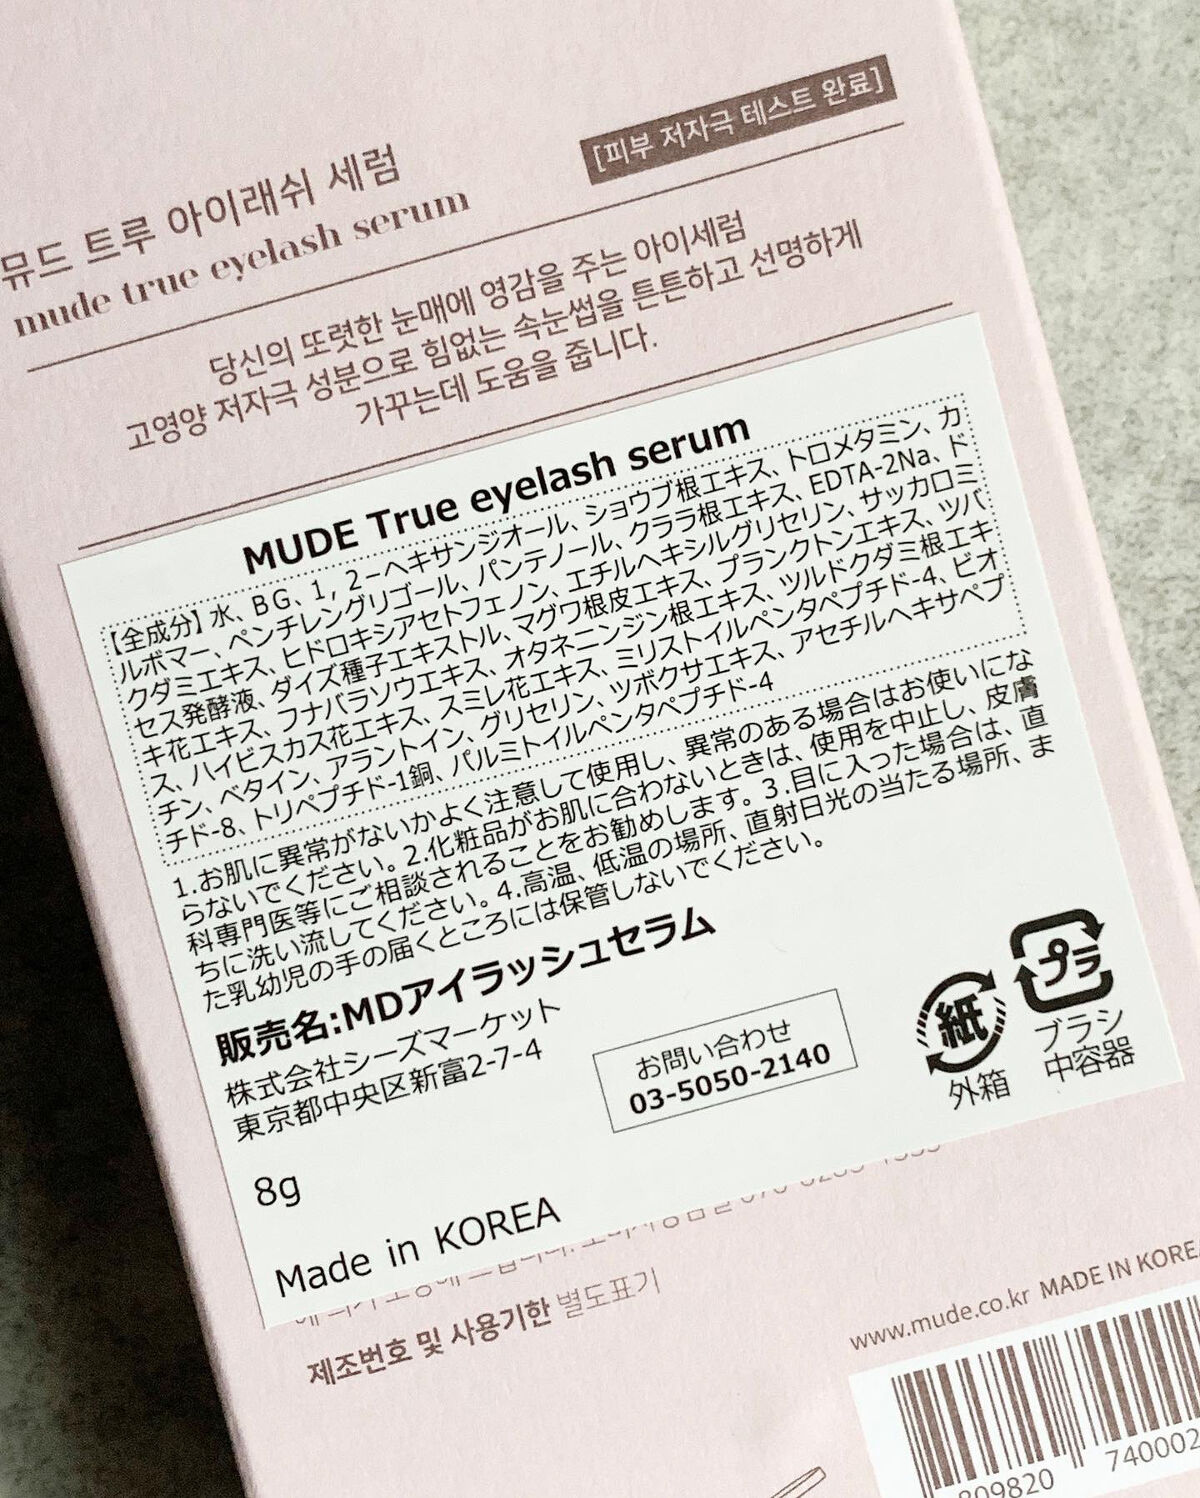 [피부 저자극 테스트 완료]
뮤드 트루 아이래쉬 세럼
mude true eyelash serum
당신의 또렷한 눈매에 영감을 주는 아이세럼
고영양 저자극 성분으로 힘없는 속눈썹을 튼튼하고 선명하게
가꾸는데 도움을 줍니다.
MUDE True eyelash serum
【全成分】水、BG、1, 2−ヘキサンジオール、ショウブ根エキス、トロメタミン、カ
ルボマー、ペンチレングリゴール、パンテノール、クララ根エキス、EDTA-2Na、ド
クダミエキス、ヒドロキシアセトフェノン、エチルヘキシルグリセリン、サッカロミ
セス発酵液、ダイズ種子エキストル、マグワ根皮エキス、プランクトンエキス、ツバ
キ花エキス、フナバラソウエキス、オタネニンジン根エキス、ツルドクダミ根エキ
ス、ハイビスカス花エキス、スミレ花エキス、ミリストイルペンタペプチド-4、ビオ
チン、ベタイン、アラントイン、グリセリン、ツボクサエキス、アセチルヘキサペプ
チド-8、トリペプチド-1銅、パルミトイルペンタペプチド-4
1.お肌に異常がないかよく注意して使用し、異常のある場合はお使いにな
らないでください。2.化粧品がお肌に合わないときは、使用を中止し、皮膚
科専門医等にご相談されることをお勧めします。3.目に入った場合は、直
ちに洗い流してください。4.高温、低温の場所、直射日光の当たる場所、ま
た乳幼児の手の届くところには保管しないでください。
販売名:MDアイラッシュセラム
株式会社シーズマーケット
東京都中央区新富2-7-4
お問い合わせ
03-5050-2140
紙
外箱
プラ
ブラシ
中容器
8g
Made in KOREA
제조번호 및 사용기한 별도표기
www.mude.co.kr MADE IN KOREA
809820 740002